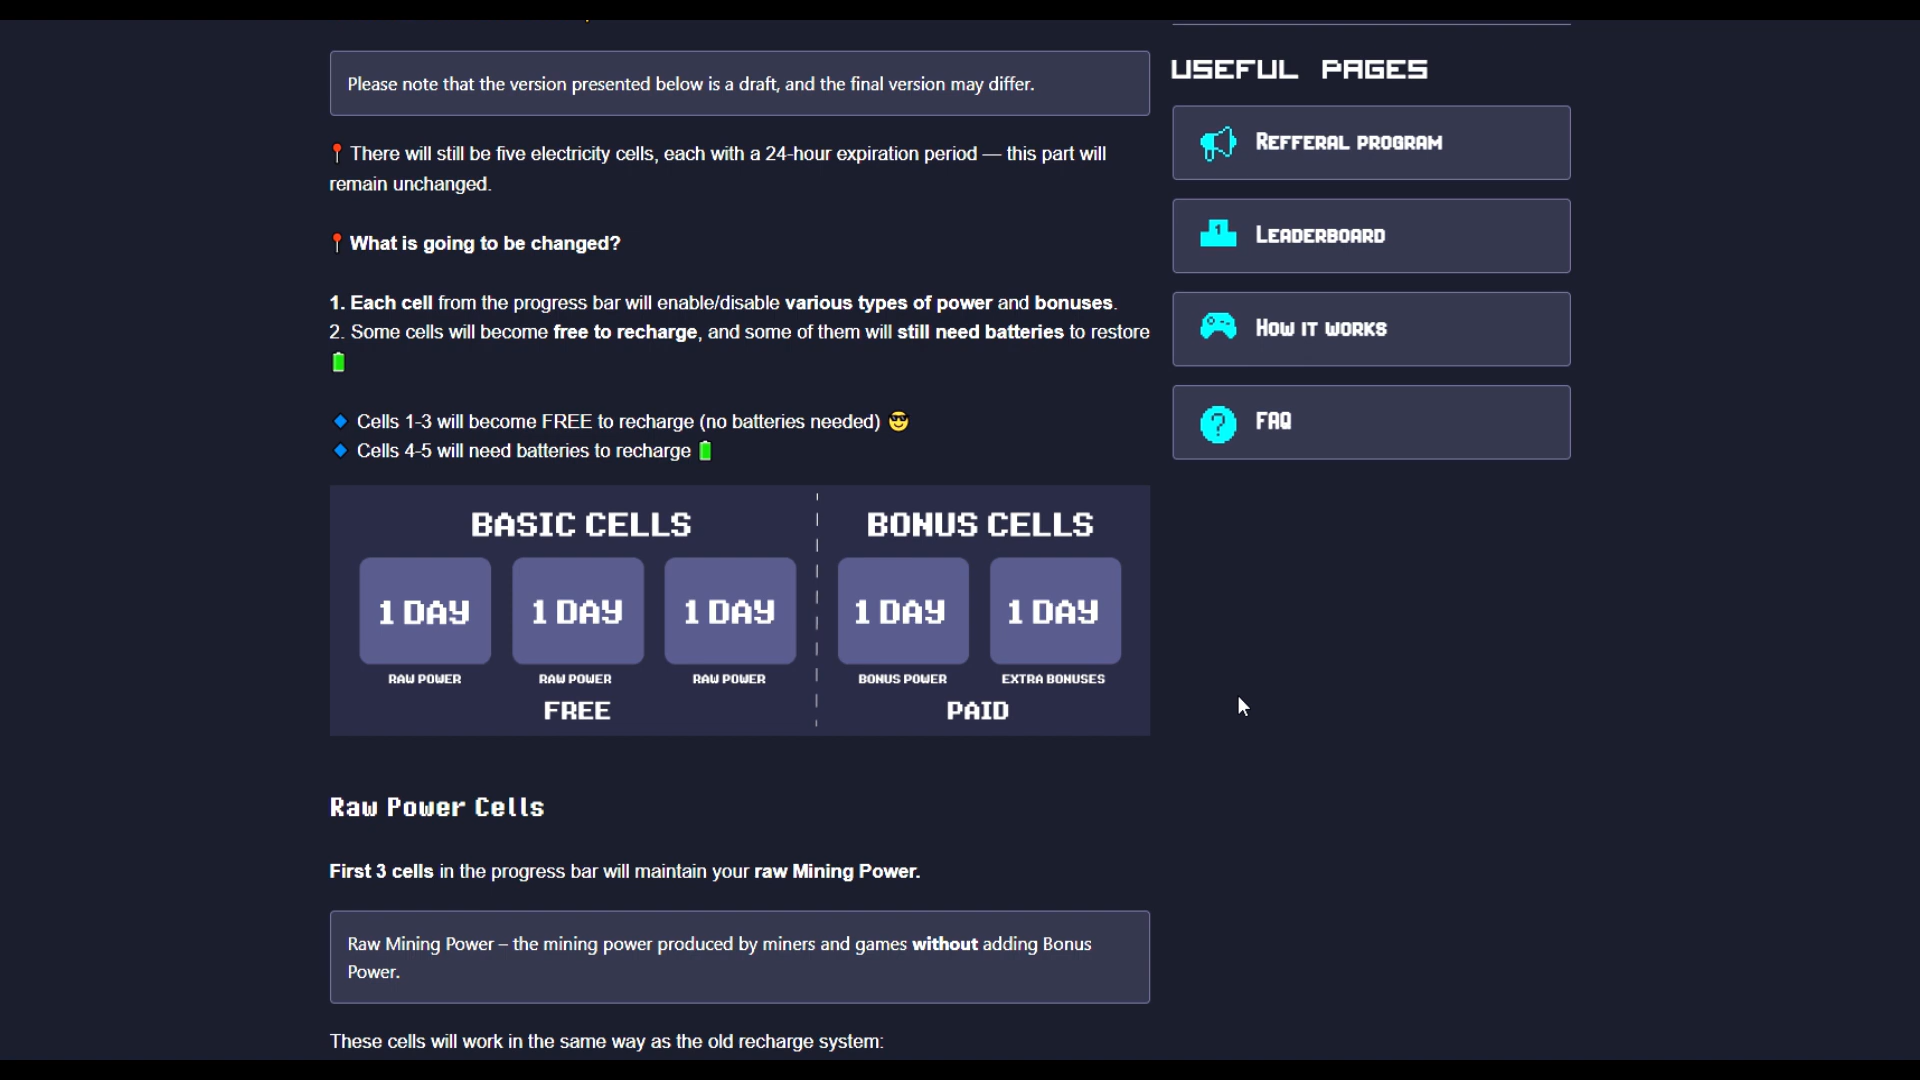 Please note that the version presented below is a draft, and the final version may differ.
There will still be five electricity cells, each with a 24-hour expiration period — this part will
remain unchanged.
What is going to be changed?
1. Each cell from the progress bar will enable/disable various types of power and bonuses.
2. Some cells will become free to recharge, and some of them will still need batteries to restore
Cells 1-3 will become FREE to recharge (no batteries needed) 😎
Cells 4-5 will need batteries to recharge
BASIC CELLS
BONUS CELLS
1 DAY
1 DAY
1 DAY
1 DAY
1 DAY
RAW POWER
RAW POWER
RAW POWER
BONUS POWER
EXTRA BONUSES
FREE
PAID
Raw Power Cells
First 3 cells in the progress bar will maintain your raw Mining Power.
Raw Mining Power – the mining power produced by miners and games without adding Bonus
Power.
These cells will work in the same way as the old recharge system:
USEFUL PAGES
REFFERAL PROGRAM
1
LEADERBOARD
HOW IT WORKS
?
FAQ